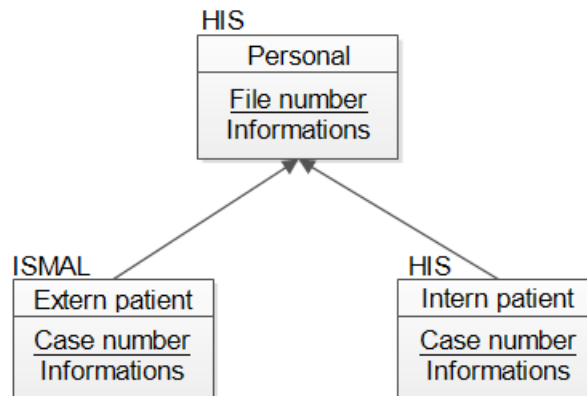 HIS
Personal
File number
Informations
ISMAL
Extern patient
Case number
Informations
HIS
Intern patient
Case number
Informations